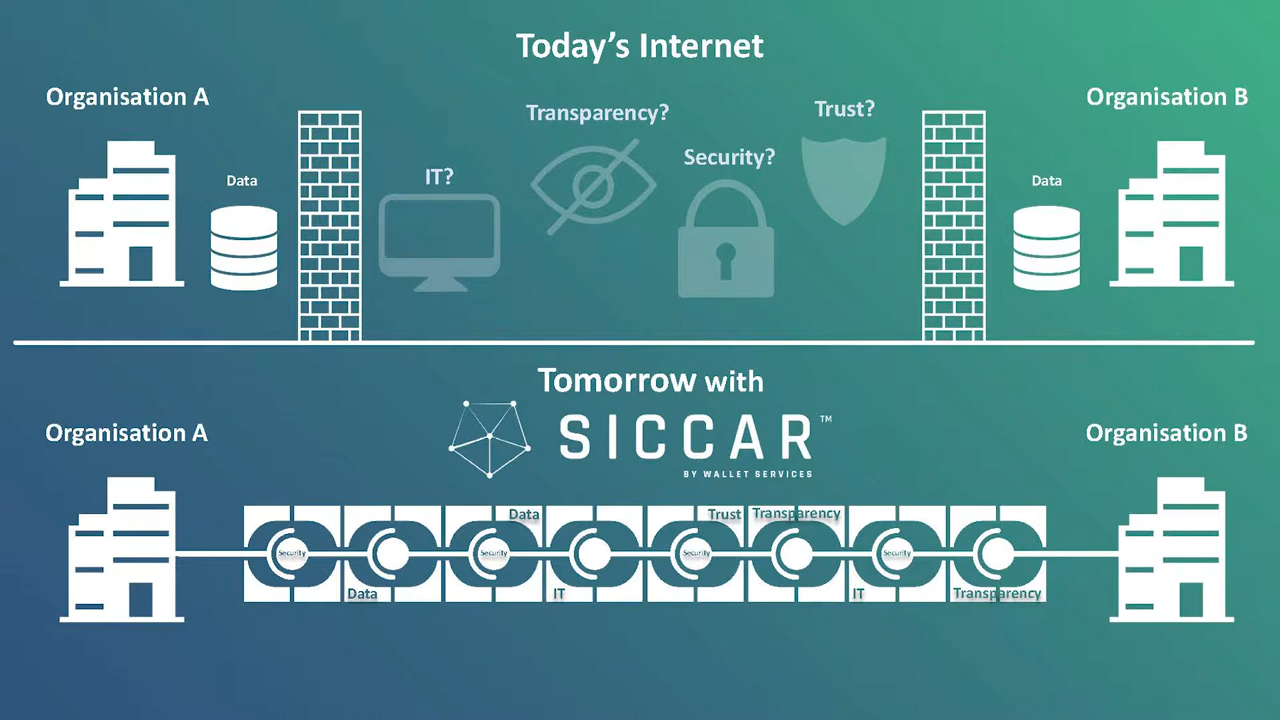 Today's Internet
Organisation A
Organisation B
Transparency?
Trust?
Security?
IT?
Data
Data
Tomorrow with
SICCAR™
BY WALLET SERVICES
Organisation A
Organisation B
Data
Trust
Transparency
Security
Security
Security
Security
Data
IT
IT
Transparency